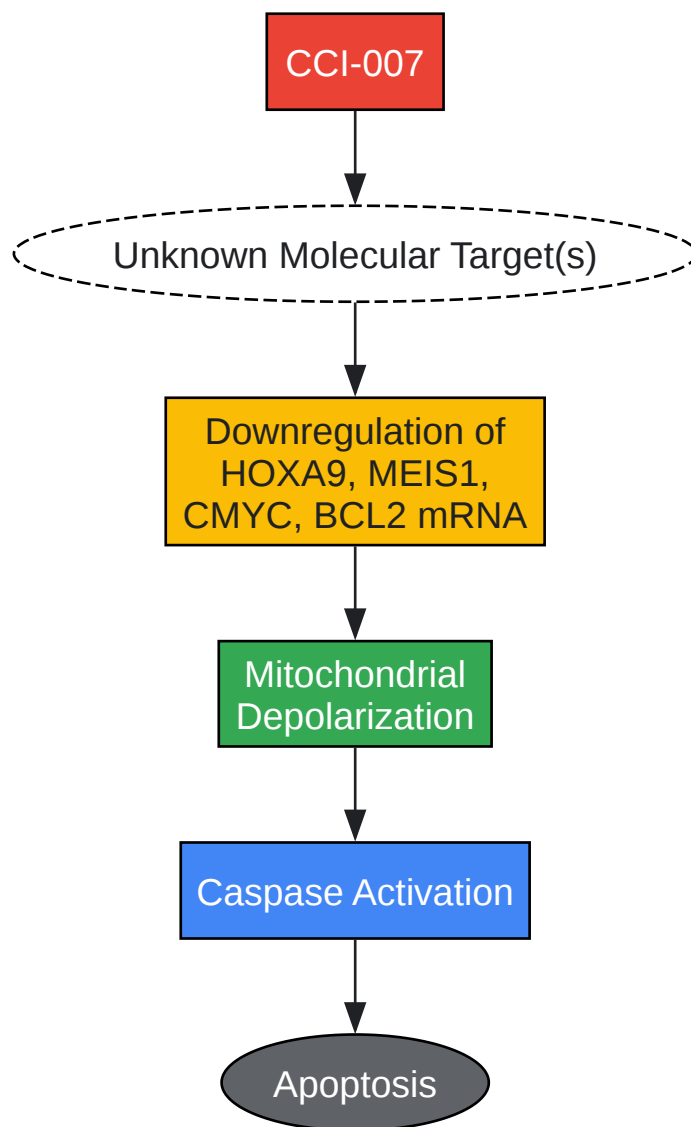 CCI-007
Unknown Molecular Target(s)
Downregulation of
HOXA9, MEIS1,
CMYC, BCL2 mRNA
Mitochondrial
Depolarization
Caspase Activation
Apoptosis